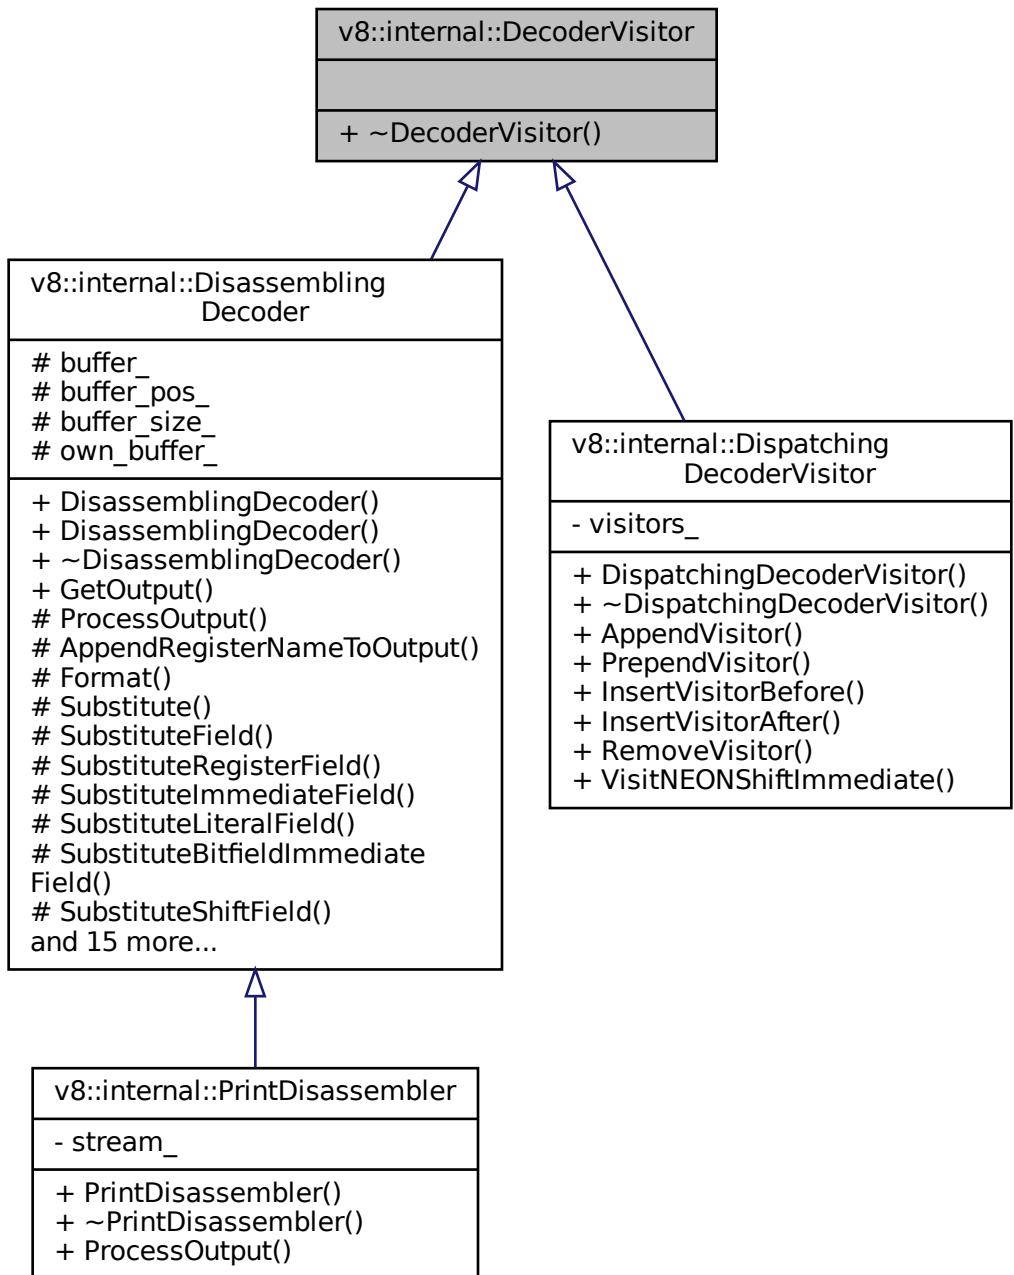 v8::internal::DecoderVisitor
+ ~DecoderVisitor()
v8::internal::Disassembling
Decoder
# buffer_
# buffer_pos_
# buffer_size_
# own_buffer_
+ DisassemblingDecoder()
+ DisassemblingDecoder()
+ ~DisassemblingDecoder()
+ GetOutput()
# ProcessOutput()
# AppendRegisterNameToOutput()
# Format()
# Substitute()
# SubstituteField()
# SubstituteRegisterField()
# SubstituteImmediateField()
# SubstituteLiteralField()
# SubstituteBitfieldImmediate
Field()
# SubstituteShiftField()
and 15 more...
v8::internal::Dispatching
DecoderVisitor
- visitors_
+ DispatchingDecoderVisitor()
+ ~DispatchingDecoderVisitor()
+ AppendVisitor()
+ PrependVisitor()
+ InsertVisitorBefore()
+ InsertVisitorAfter()
+ RemoveVisitor()
+ VisitNEONShiftImmediate()
v8::internal::PrintDisassembler
- stream_
+ PrintDisassembler()
+ ~PrintDisassembler()
+ ProcessOutput()